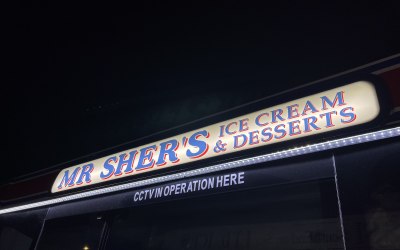 MR SHER'S ICE CREAM
& DESSERTS
CCTV IN OPERATION HERE